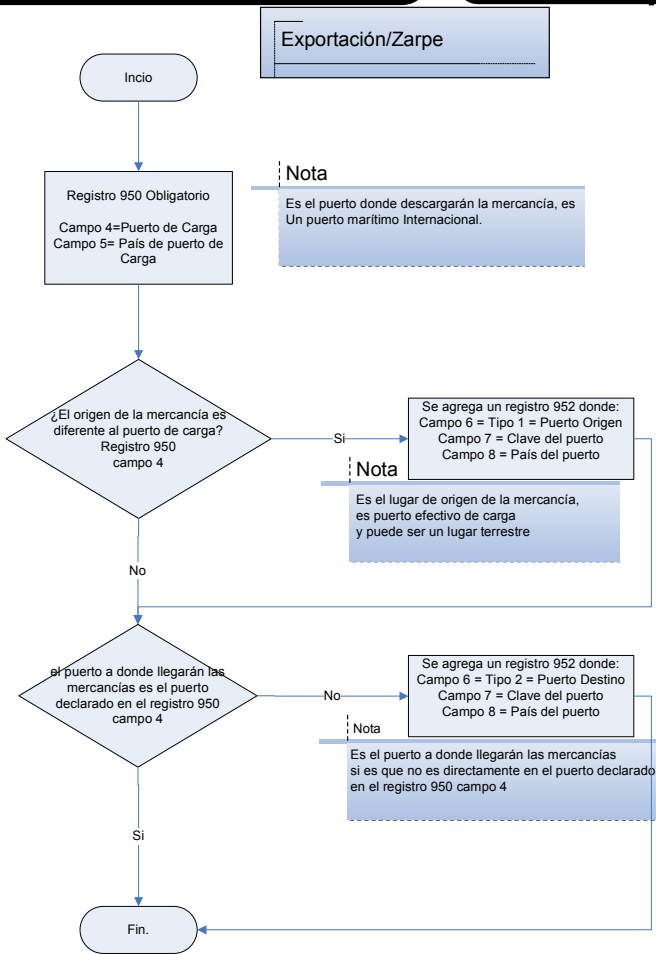 Exportación/Zarpe
Incio
Registro 950 Obligatorio
Campo 4=Puerto de Carga
Campo 5= País de puerto de
Carga
Nota
Es el puerto donde descargarán la mercancía, es
Un puerto marítimo Internacional.
¿El origen de la mercancía es
diferente al puerto de carga?
Registro 950
campo 4
Si
Se agrega un registro 952 donde:
Campo 6 = Tipo 1 = Puerto Origen
Campo 7 = Clave del puerto
Campo 8 = País del puerto
Nota
Es el lugar de origen de la mercancía,
es puerto efectivo de carga
y puede ser un lugar terrestre
No
el puerto a donde llegarán las
mercancías es el puerto
declarado en el registro 950
campo 4
No
Se agrega un registro 952 donde:
Campo 6 = Tipo 2 = Puerto Destino
Campo 7 = Clave del puerto
Campo 8 = País del puerto
Nota
Es el puerto a donde llegarán las mercancías
si es que no es directamente en el puerto declarado
en el registro 950 campo 4
Si
Fin.